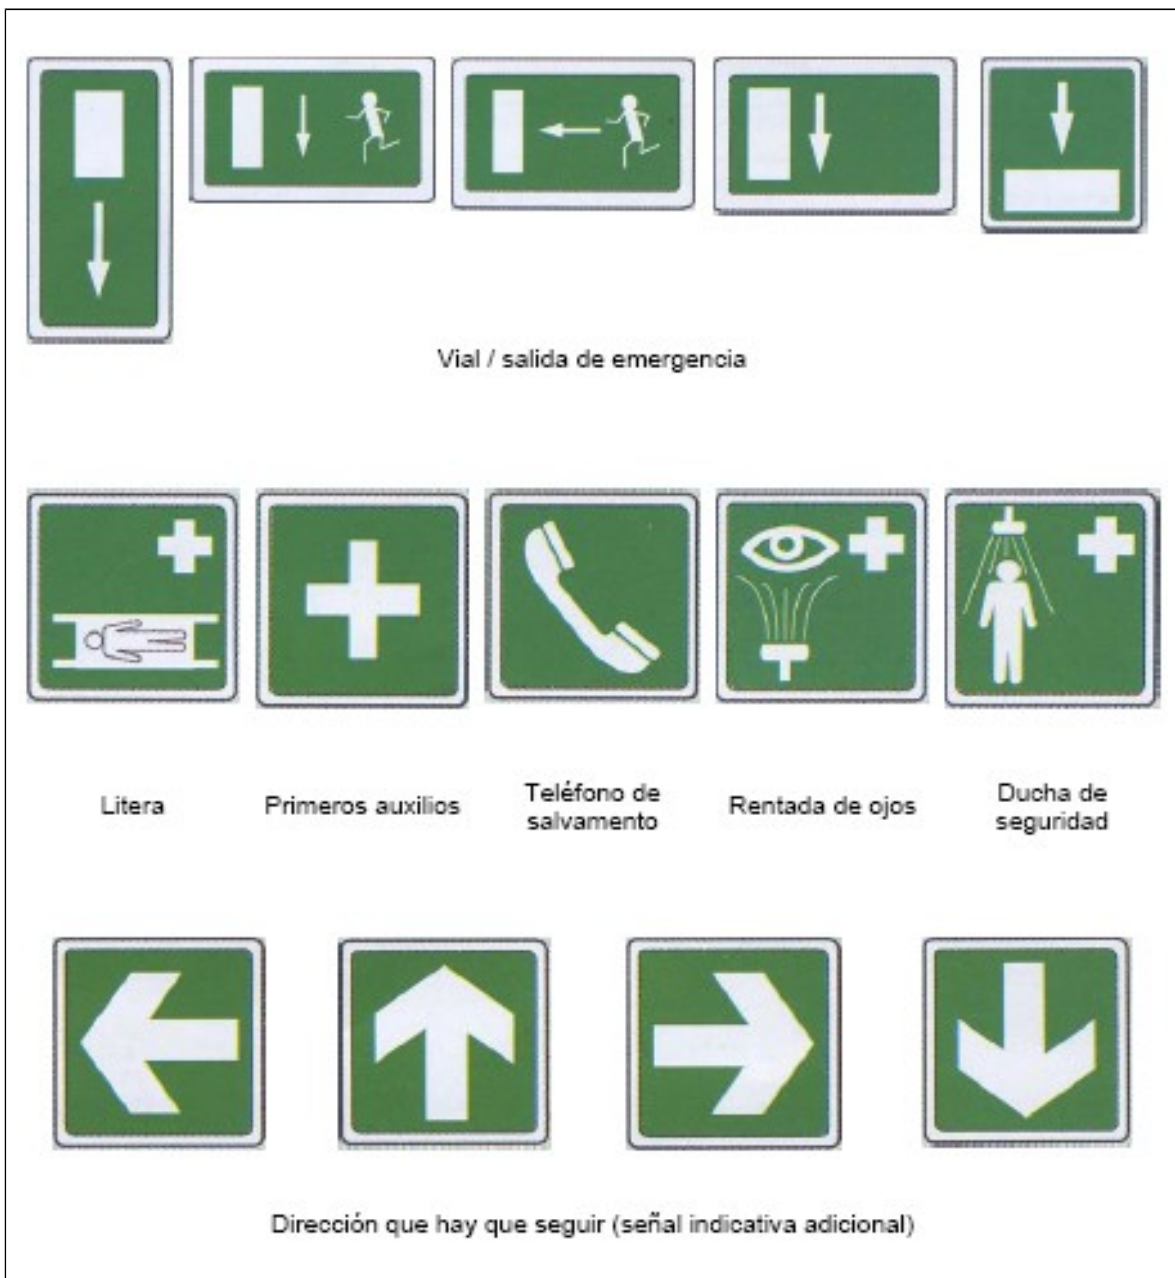 Vial / salida de emergencia
Litera
Primeros auxilios
Teléfono de
salvamento
Rentada de ojos
Ducha de
seguridad
Dirección que hay que seguir (señal indicativa adicional)